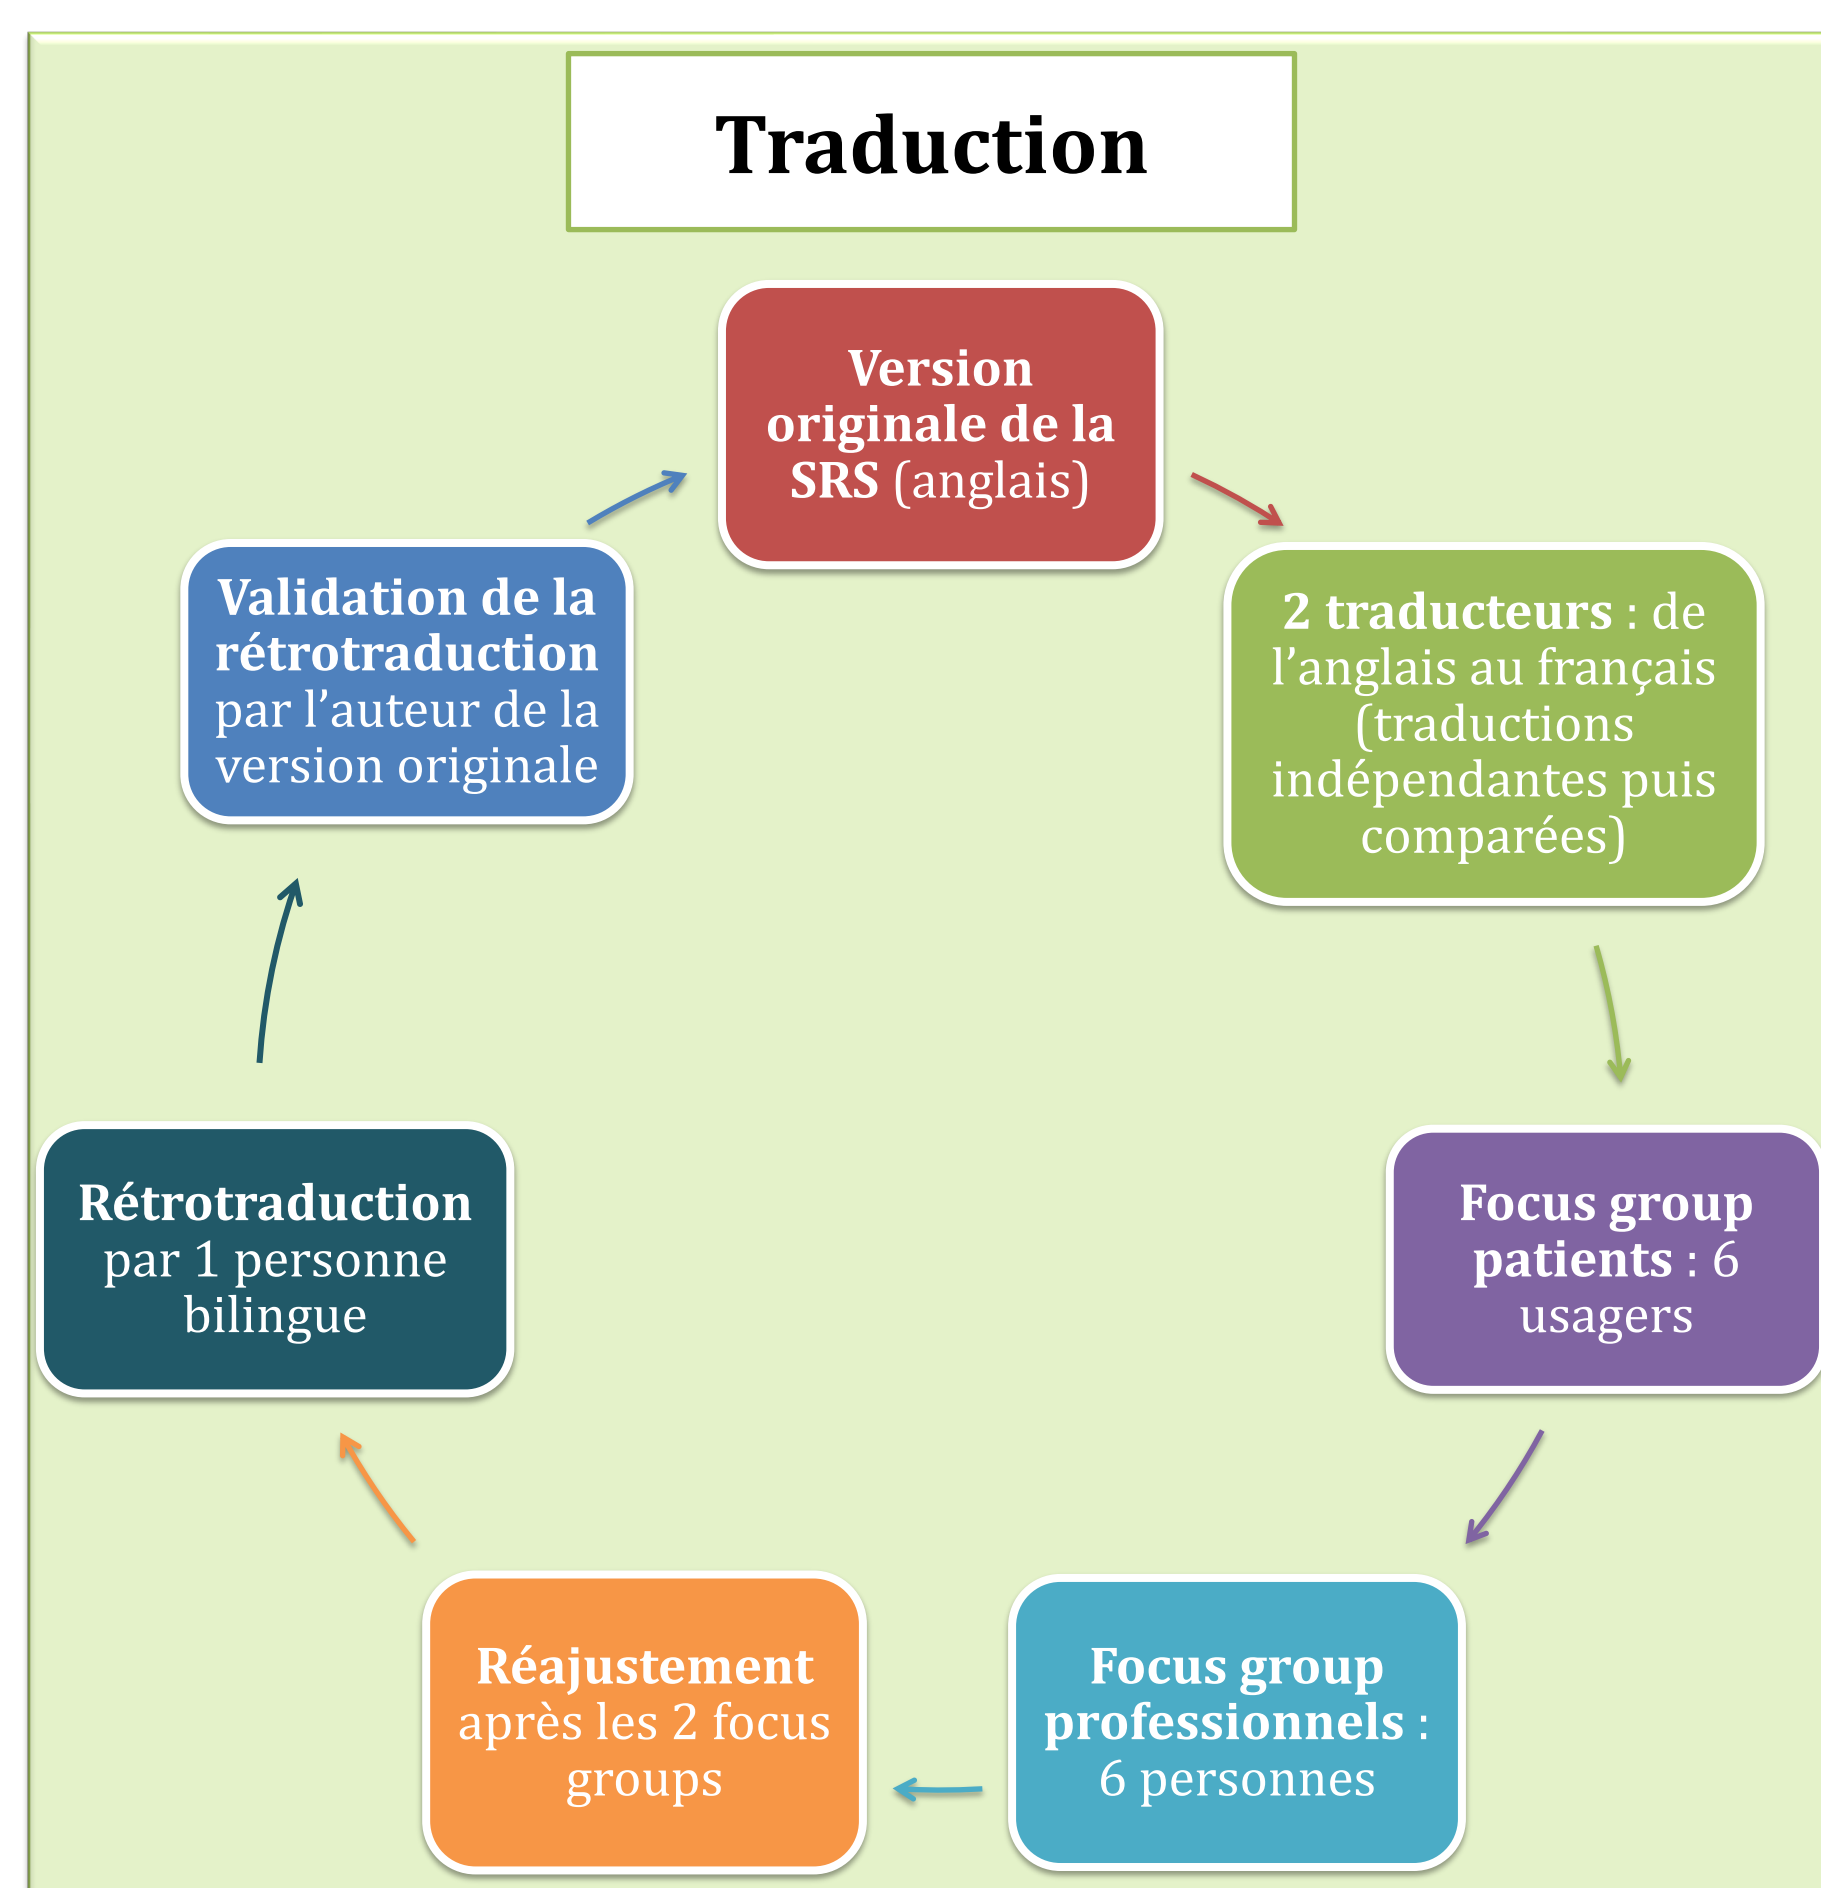 Traduction
Version
originale de la
SRS (anglais)
2 traducteurs : de
l’anglais au français
(traductions
indépendantes puis
comparées)
Focus group
patients : 6
usagers
Focus group
professionnels :
6 personnes
Réajustement
après les 2 focus
groups
Rétrotraduction
par 1 personne
bilingue
Validation de la
rétrotraduction
par l’auteur de la
version originale